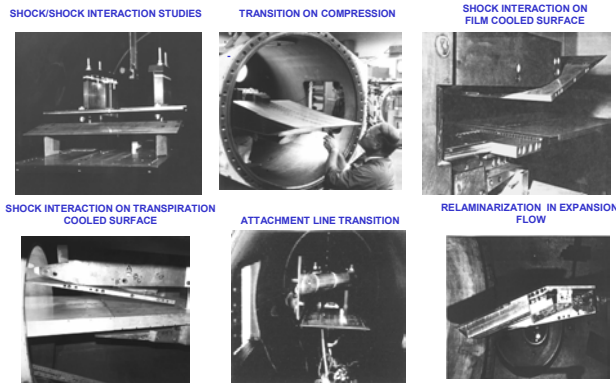 SHOCK/SHOCK INTERACTION STUDIES
TRANSITION ON COMPRESSION
SHOCK INTERACTION ON
FILM COOLED SURFACE
SHOCK INTERACTION ON TRANSPIRATION
COOLED SURFACE
ATTACHMENT LINE TRANSITION
RELAMINARIZATION IN EXPANSION
FLOW